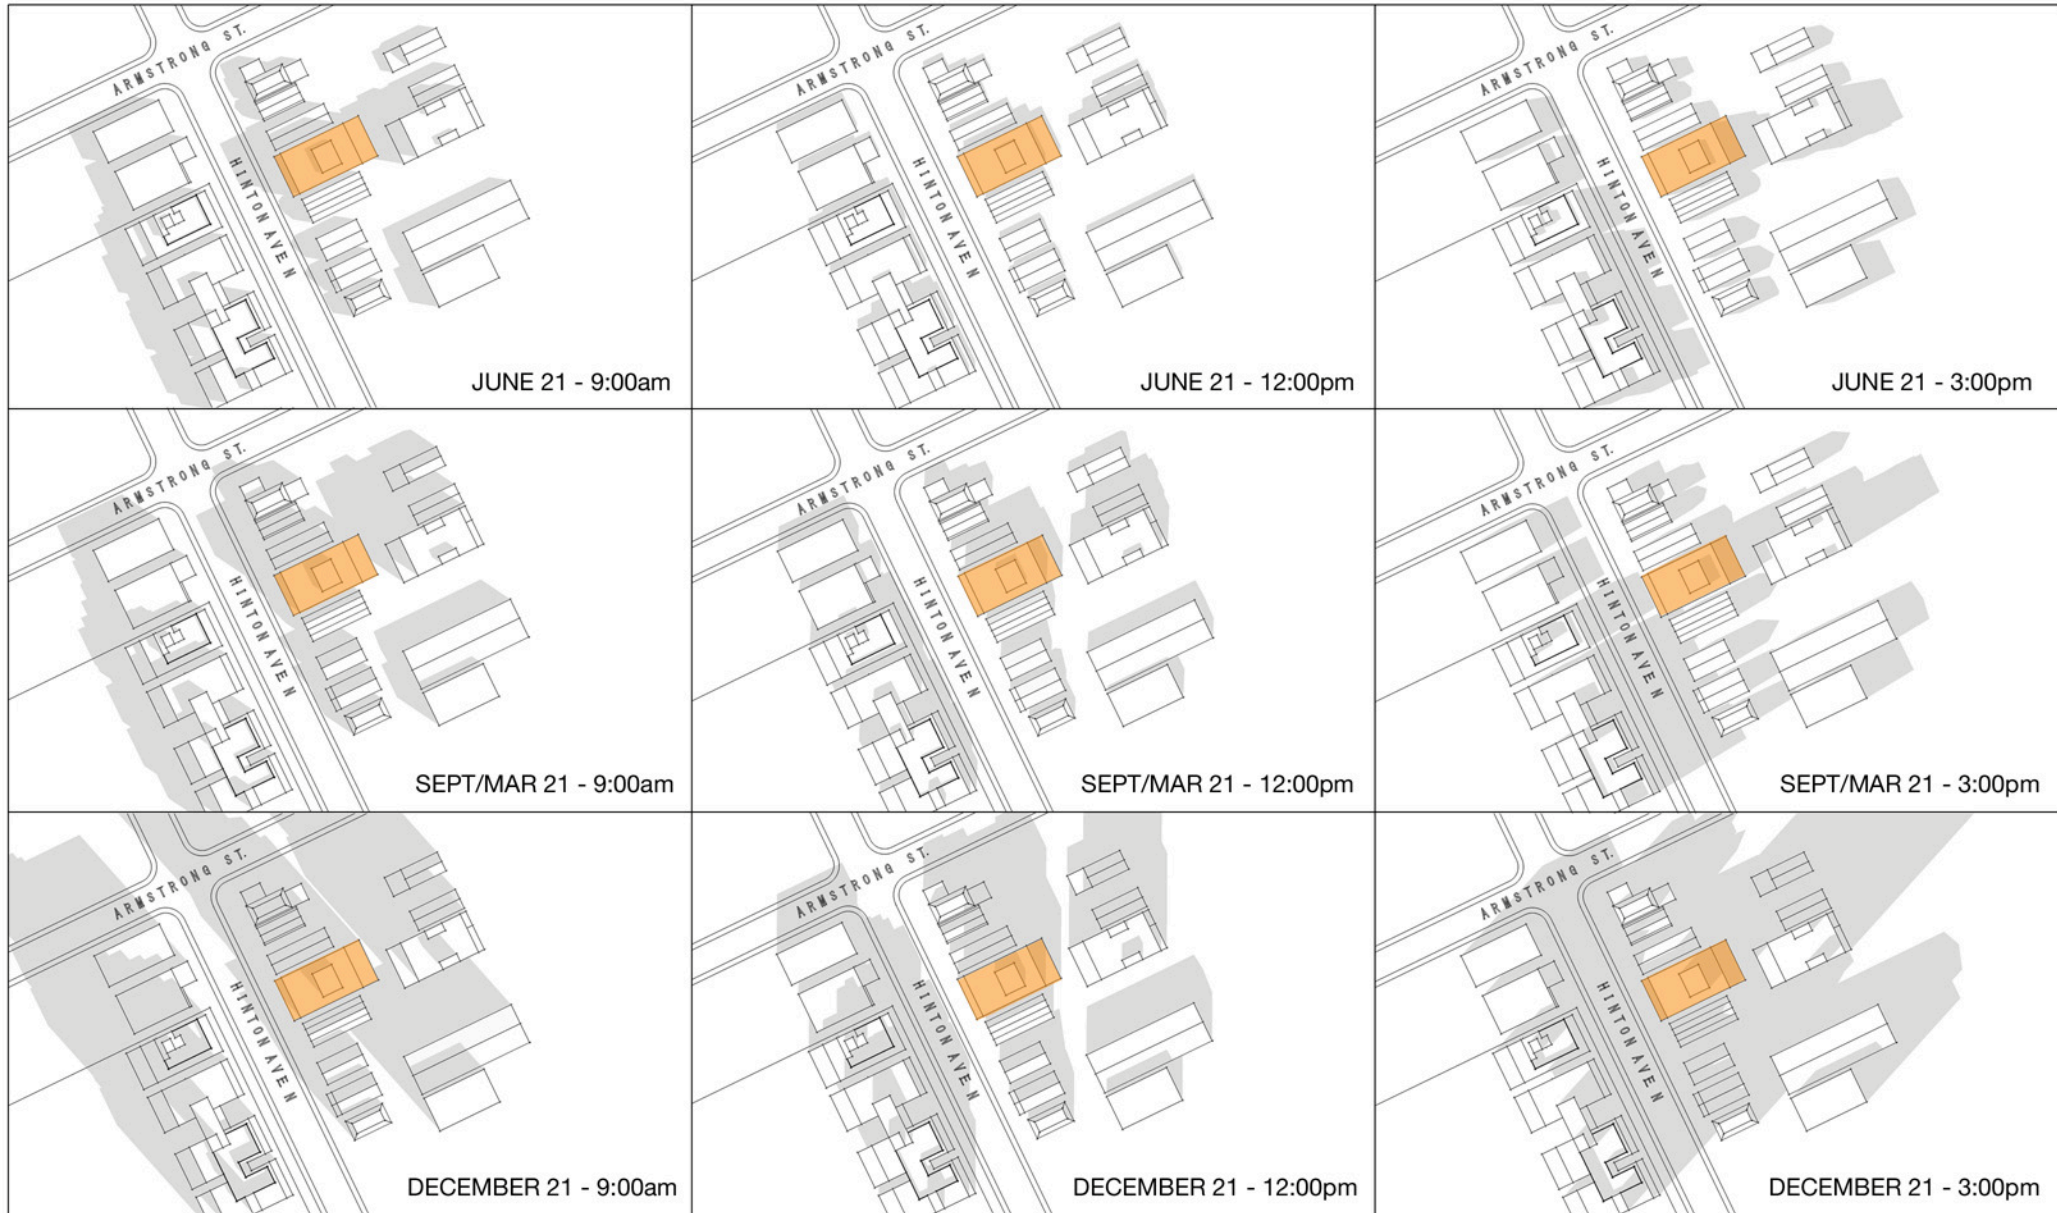 ARMSTRONG ST.
HINTON AVE N
JUNE 21 - 9:00am
ARMSTRONG ST.
HINTON AVE N
JUNE 21 - 12:00pm
ARMSTRONG ST.
HINTON AVE N
JUNE 21 - 3:00pm
ARMSTRONG ST.
HINTON AVE N
SEPT/MAR 21 - 9:00am
ARMSTRONG ST.
HINTON AVE N
SEPT/MAR 21 - 12:00pm
ARMSTRONG ST.
HINTON AVE N
SEPT/MAR 21 - 3:00pm
ARMSTRONG ST.
HINTON AVE N
DECEMBER 21 - 9:00am
ARMSTRONG ST.
HINTON AVE N
DECEMBER 21 - 12:00pm
ARMSTRONG ST.
HINTON AVE N
DECEMBER 21 - 3:00pm